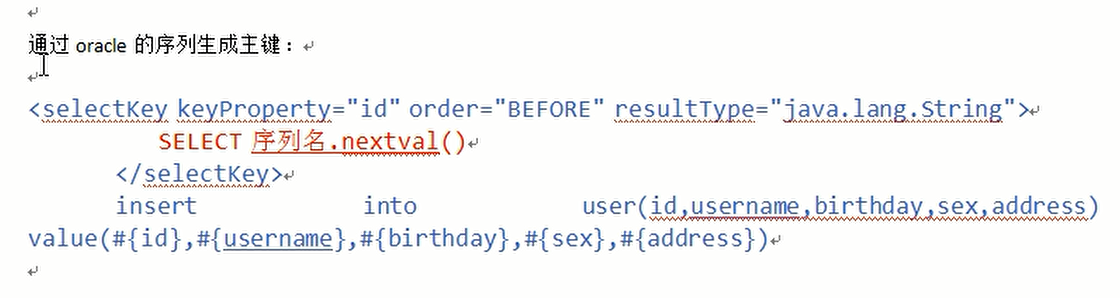 通过 oracle 的序列生成主键：
<selectKey keyProperty="id" order="BEFORE" resultType="java.lang.String">
SELECT 序列名.nextval()
</selectKey>
insert into user(id,username,birthday,sex,address)
value(#{id},#{username},#{birthday},#{sex},#{address})